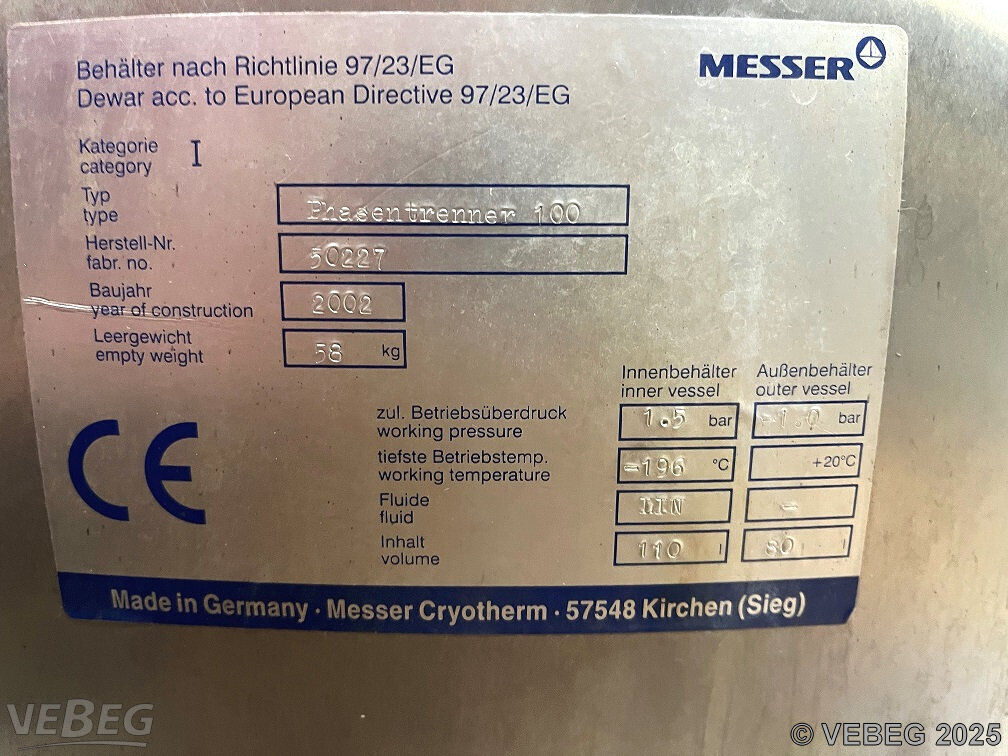 Behälter nach Richtlinie 97/23/EG
Dewar acc. to European Directive 97/23/EG
MESSER
Kategorie I
category
Typ
type
Phasentrenner 100
Herstell-Nr.
fabr. no.
50227
Baujahr
year of construction
2002
Leergewicht
empty weight
58 kg
Innenbehälter
inner vessel
Außenbehälter
outer vessel
zul. Betriebsüberdruck
working pressure
1.5 bar
-1.0 bar
tiefste Betriebstemp.
working temperature
-196 °C
+20°C
Fluide
fluid
LIN
-
Inhalt
volume
110 l
80 l
CE
Made in Germany · Messer Cryotherm · 57548 Kirchen (Sieg)
VEBEG
© VEBEG 2025